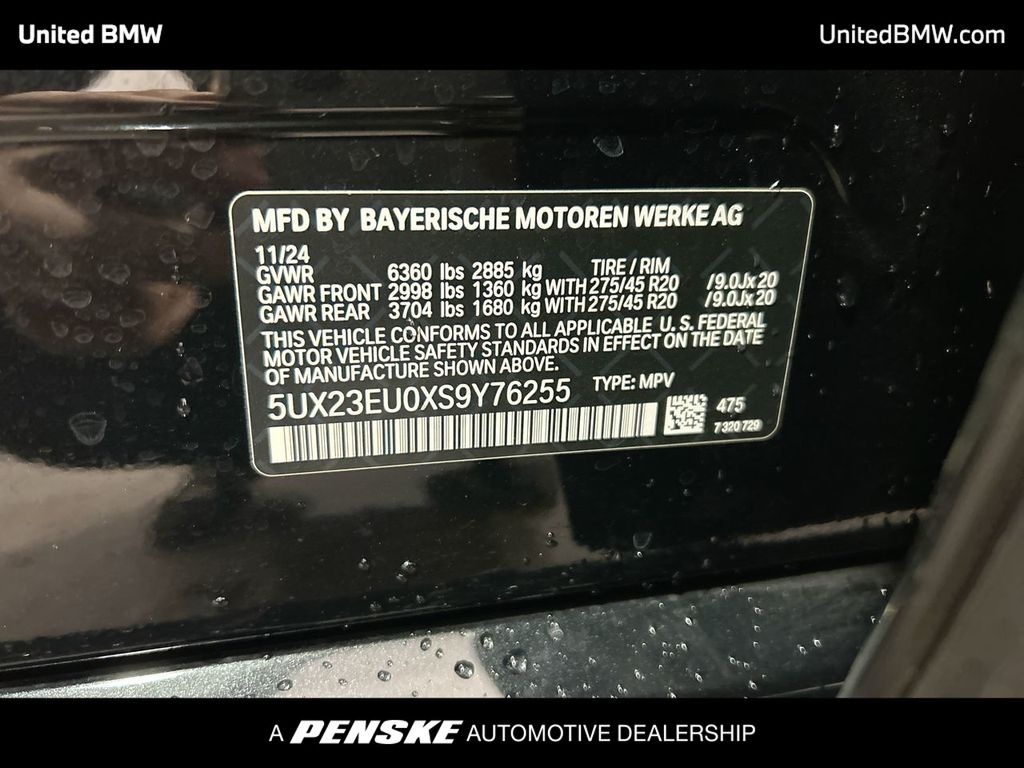 United BMW
UnitedBMW.com
MFD BY BAYERISCHE MOTOREN WERKE AG
11/24
GVWR 6360 lbs 2885 kg TIRE / RIM
GAWR FRONT 2998 lbs 1360 kg WITH 275/45 R20 /9.0Jx20
GAWR REAR 3704 lbs 1680 kg WITH 275/45 R20 /9.0Jx20
THIS VEHICLE CONFORMS TO ALL APPLICABLE U.S. FEDERAL
MOTOR VEHICLE SAFETY STANDARDS IN EFFECT ON THE DATE
OF MANUFACTURE SHOWN ABOVE.
5UX23EU0XS9Y76255 TYPE: MPV
475
7 320 729
A PENSKE AUTOMOTIVE DEALERSHIP